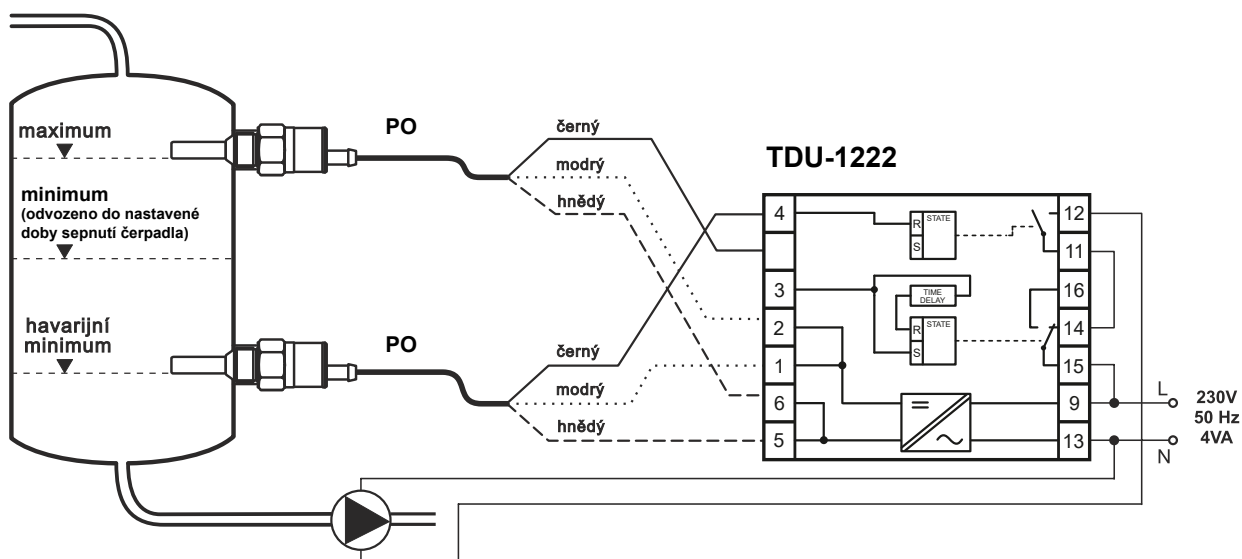 maximum
minimum
(odvozeno do nastavené
doby sepnutí čerpadla)
havarijní
minimum
PO
černý
modrý
hnědý
PO
černý
modrý
hnědý
TDU-1222
4
3
2
1
6
5
R
S
STATE
TIME
DELAY
R
S
STATE
12
11
16
14
15
9
13
L
N
230V
50 Hz
4VA